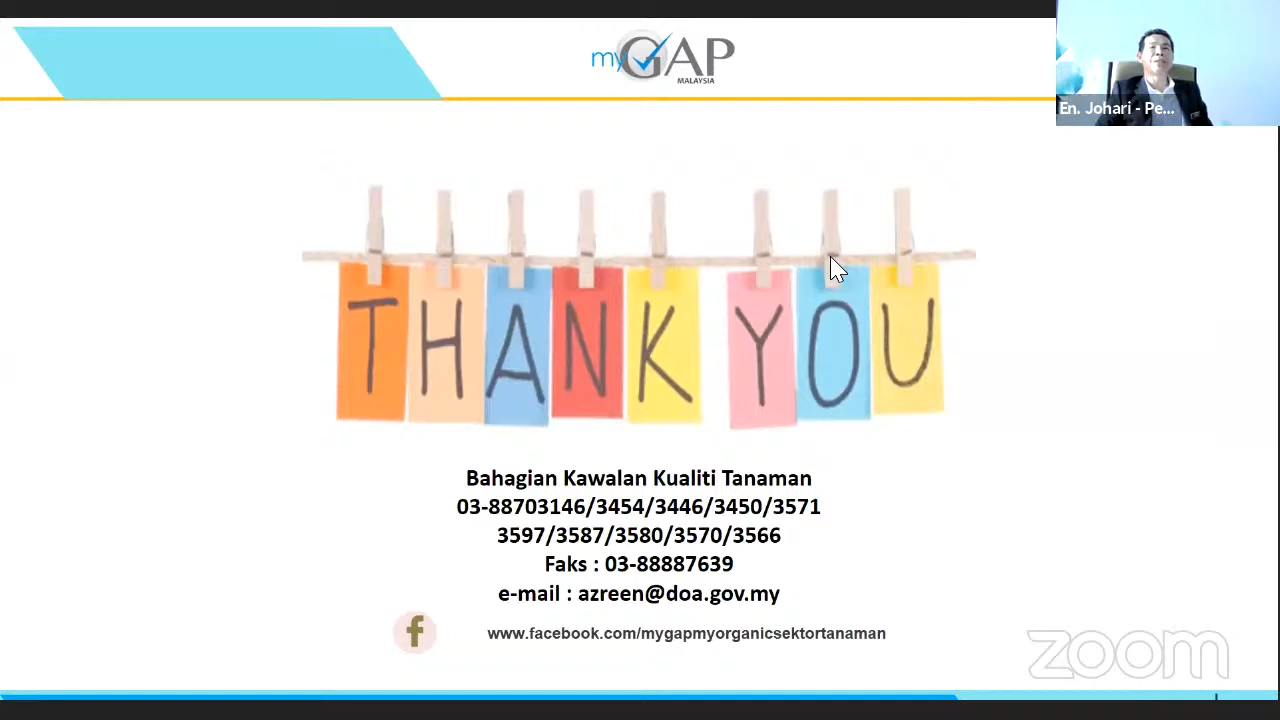 myGAP
MALAYSIA
En. Johari - Pe...
THANK YOU
Bahagian Kawalan Kualiti Tanaman
03-88703146/3454/3446/3450/3571
3597/3587/3580/3570/3566
Faks : 03-88887639
e-mail : azreen@doa.gov.my
f
www.facebook.com/mygapmyorganicsektortanaman
zoom